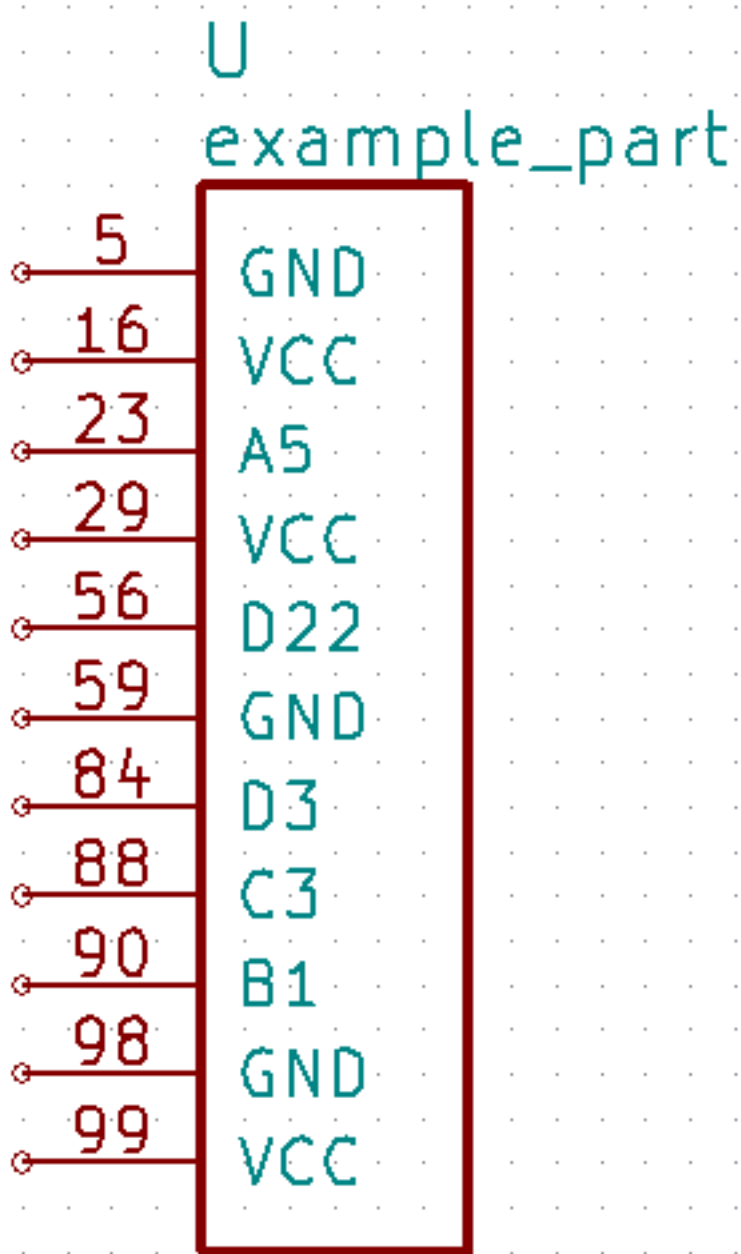 U
example_part
5 GND
16 VCC
23 A5
29 VCC
56 D22
59 GND
84 D3
88 C3
90 B1
98 GND
99 VCC